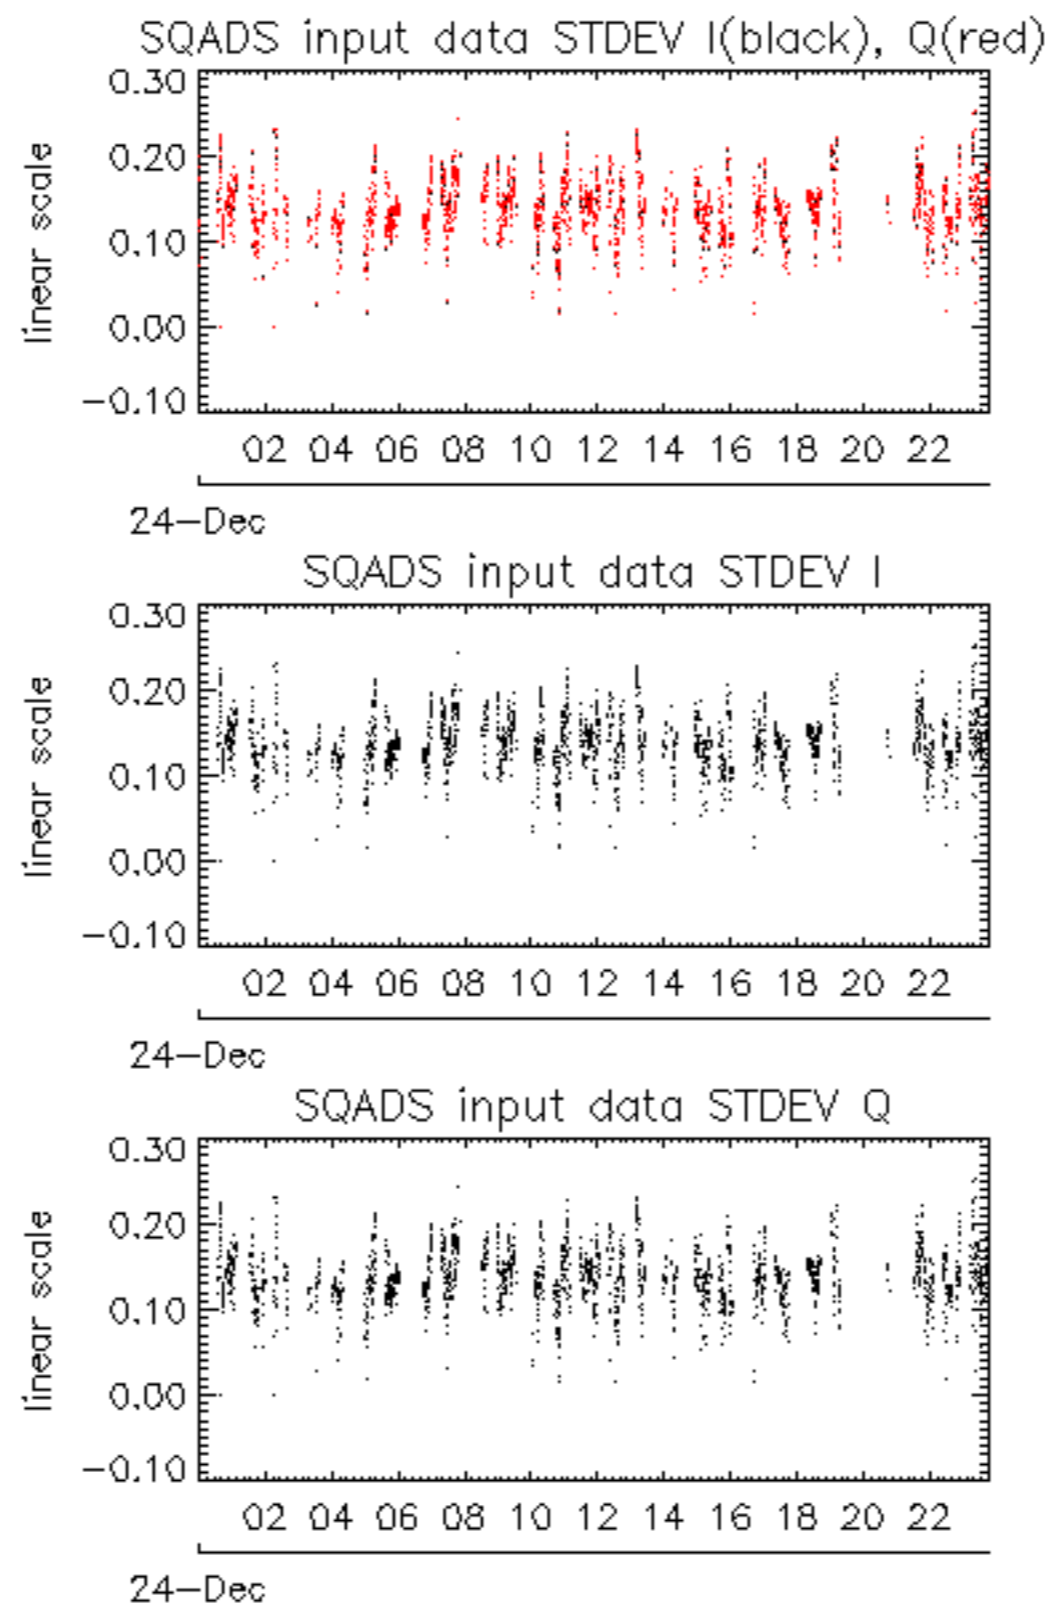 SQADS input data STDEV I(black), Q(red)
0.30
0.20
0.10
0.00
−0.10
linear scale
02 04 06 08 10 12 14 16 18 20 22
24−Dec
SQADS input data STDEV I
0.30
0.20
0.10
0.00
−0.10
linear scale
02 04 06 08 10 12 14 16 18 20 22
24−Dec
SQADS input data STDEV Q
0.30
0.20
0.10
0.00
−0.10
linear scale
02 04 06 08 10 12 14 16 18 20 22
24−Dec